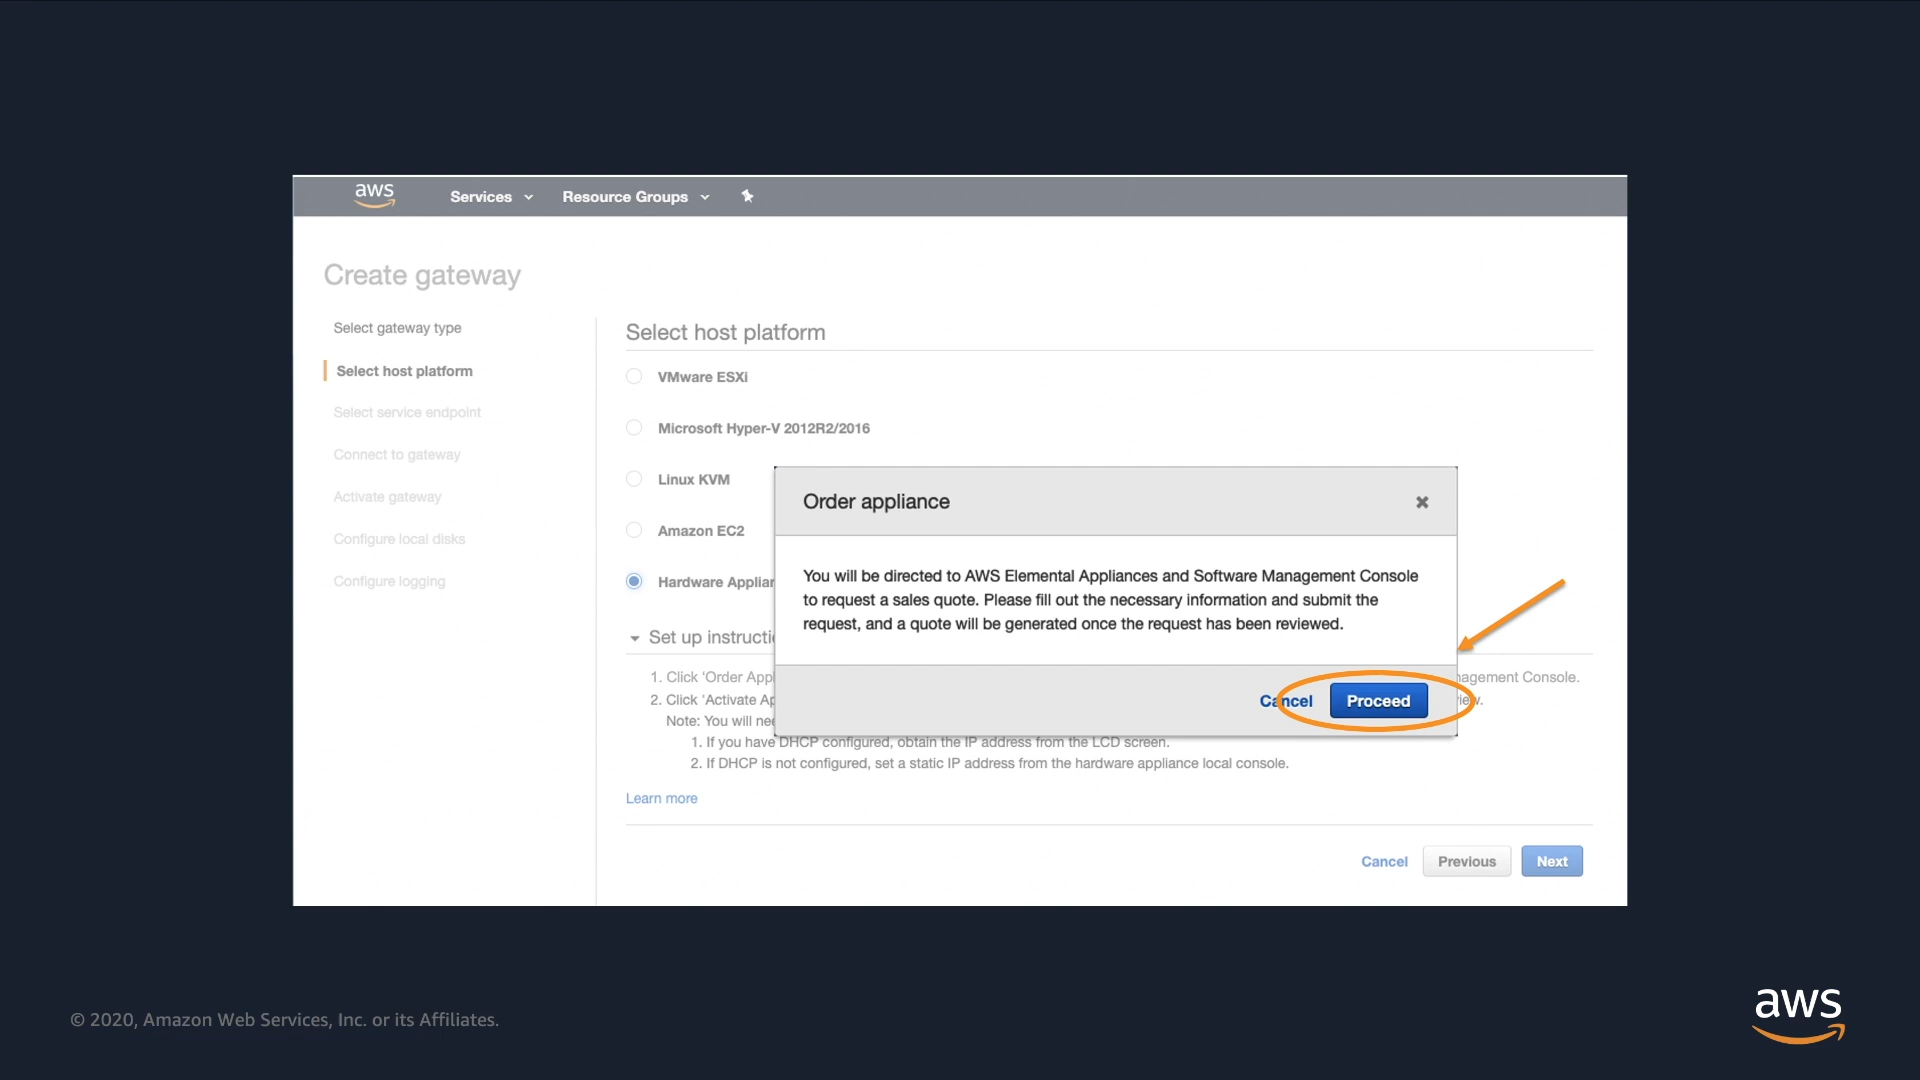 aws
Services
Resource Groups
Create gateway
Select gateway type
Select host platform
Select service endpoint
Connect to gateway
Activate gateway
Configure local disks
Configure logging
Select host platform
VMware ESXi
Microsoft Hyper-V 2012R2/2016
Linux KVM
Amazon EC2
Hardware
Set up
1. Click 'Order
nagement Console.
2. Click 'Activate
Note: You will
1. If you have DHCP configured, obtain the IP address from the LCD screen.
2. If DHCP is not configured, set a static IP address from the hardware appliance local console.
Learn more
Cancel
Previous
Next
Order appliance
You will be directed to AWS Elemental Appliances and Software Management Console
to request a sales quote. Please fill out the necessary information and submit the
request, and a quote will be generated once the request has been reviewed.
Cancel
Proceed
© 2020, Amazon Web Services, Inc. or its Affiliates.
aws